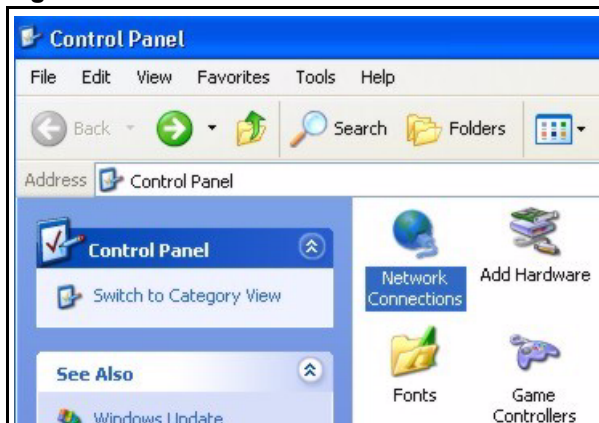 Control Panel
File Edit View Favorites Tools Help
Back Search Folders
Address Control Panel
Control Panel
Switch to Category View
See Also
Windows Update
Network Connections
Add Hardware
Fonts
Game Controllers